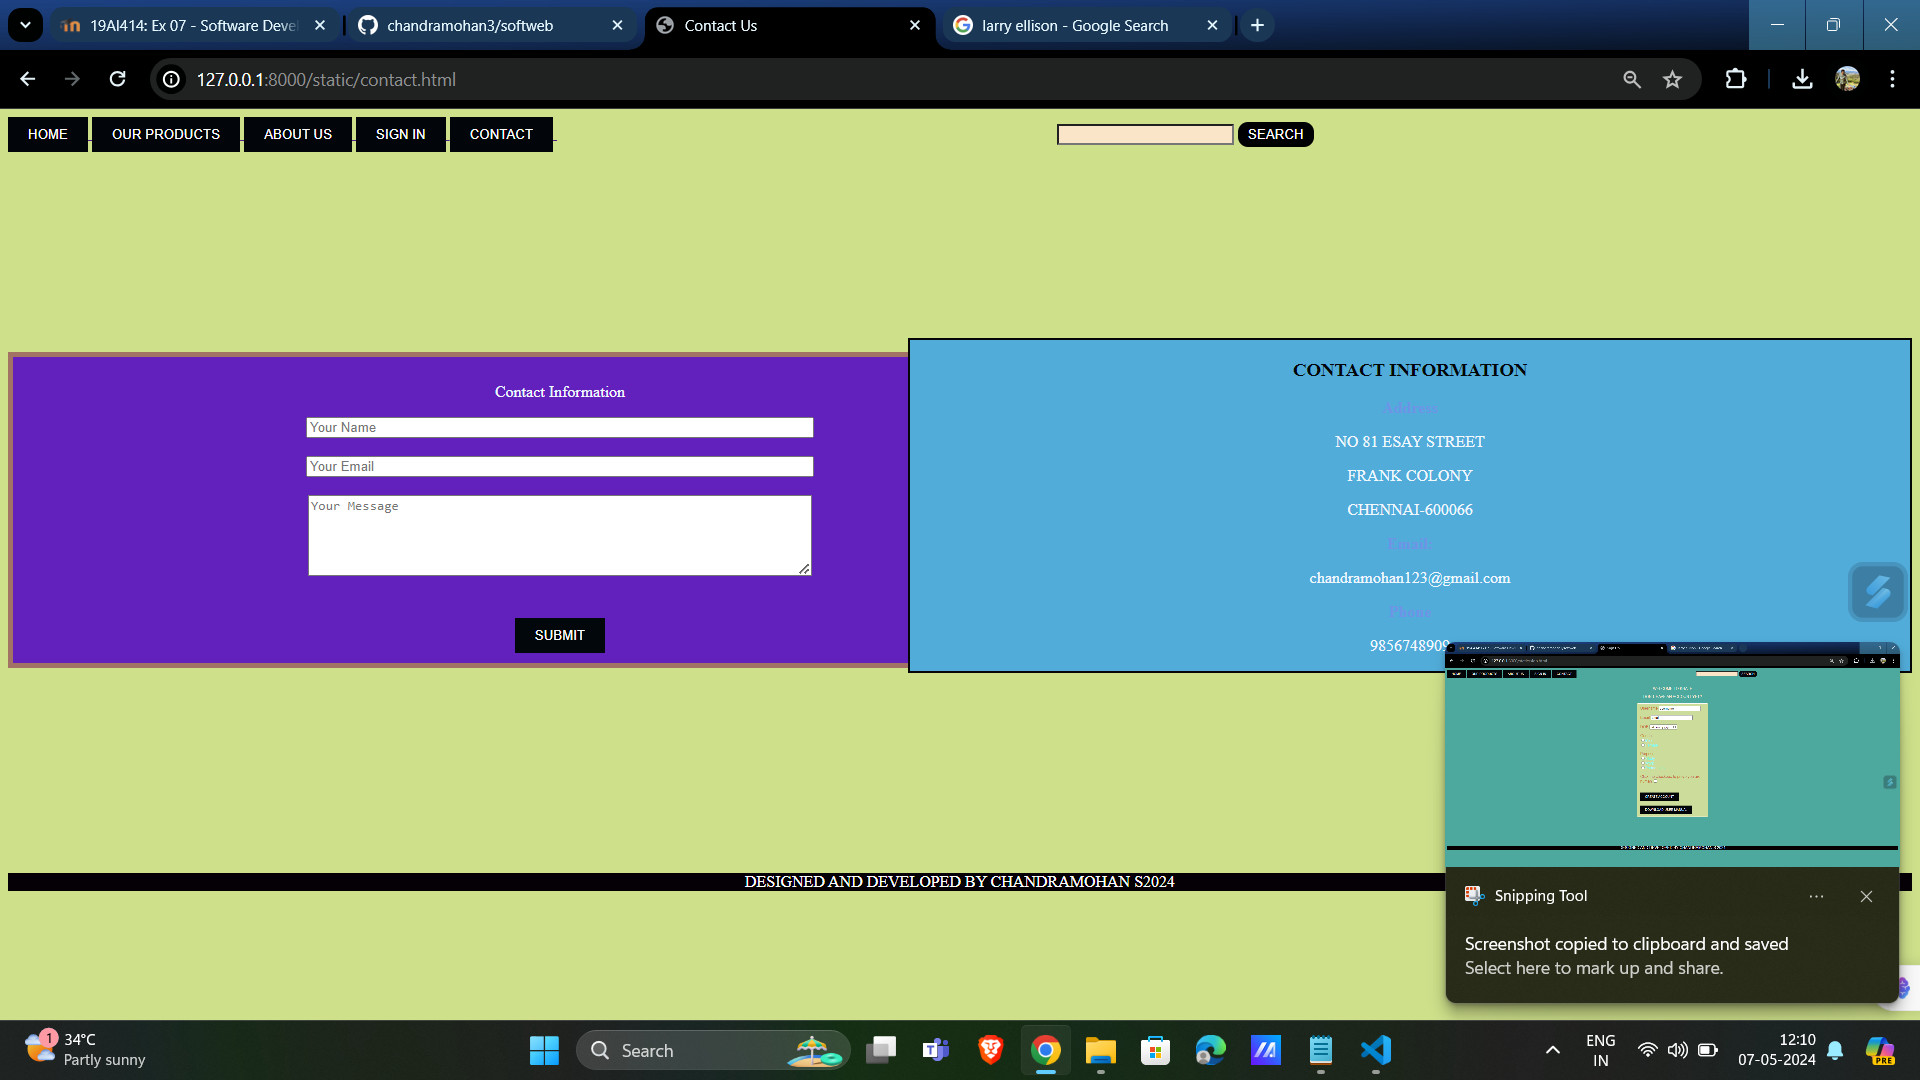 19AI414: Ex 07 - Software Devel
chandramohan3/softweb
Contact Us
larry ellison - Google Search
127.0.0.1:8000/static/contact.html
HOME
OUR PRODUCTS
ABOUT US
SIGN IN
CONTACT
SEARCH
Contact Information
Your Name
Your Email
Your Message
SUBMIT
CONTACT INFORMATION
Address
NO 81 ESAY STREET
FRANK COLONY
CHENNAI-600066
Email:
chandramohan123@gmail.com
Phone
9856748909
DESIGNED AND DEVELOPED BY CHANDRAMOHAN S2024
Snipping Tool
Screenshot copied to clipboard and saved
Select here to mark up and share.
1
34°C
Partly sunny
Search
ENG
IN
12:10
07-05-2024
PRE